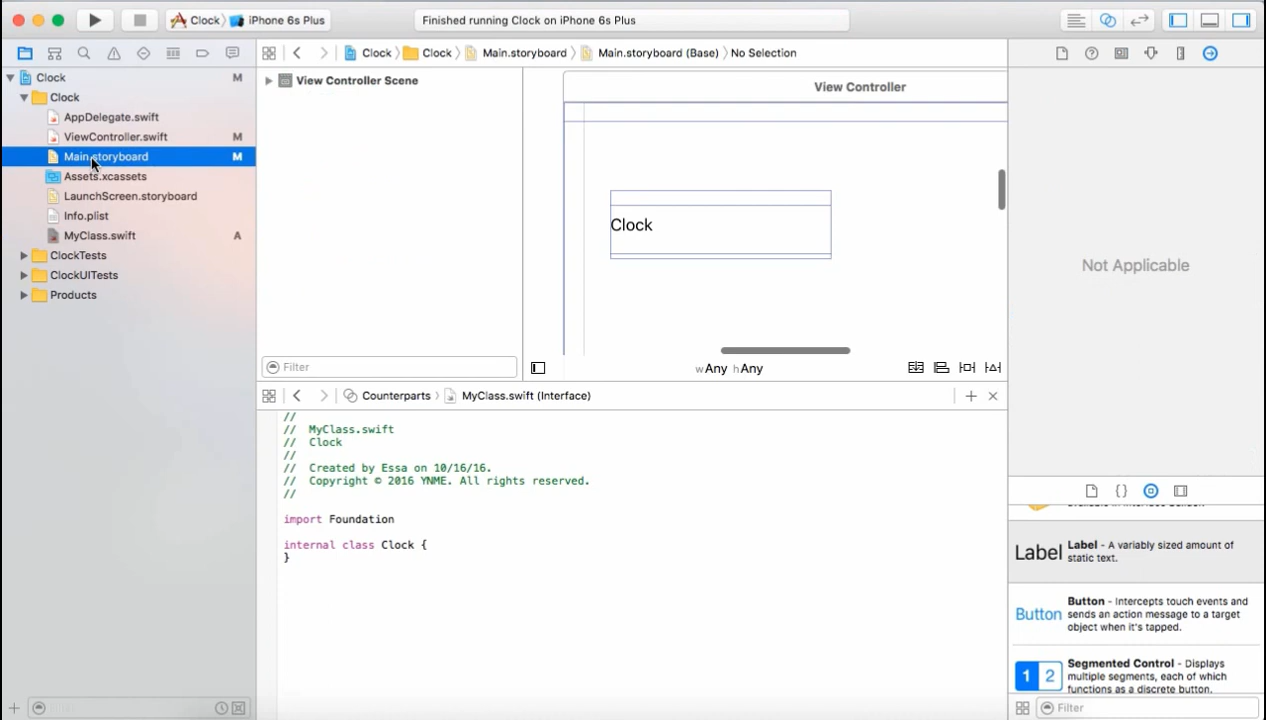 Clock iPhone 6s Plus
Finished running Clock on iPhone 6s Plus
Clock Clock Main.storyboard Main.storyboard (Base) No Selection
Clock M
Clock
AppDelegate.swift
ViewController.swift M
Main.storyboard M
Assets.xcassets
LaunchScreen.storyboard
Info.plist
MyClass.swift A
ClockTests
ClockUITests
Products
Filter
View Controller Scene
Filter
View Controller
Clock
wAny hAny
Counterparts MyClass.swift (Interface)
//
// MyClass.swift
// Clock
//
// Created by Essa on 10/16/16.
// Copyright © 2016 YNME. All rights reserved.
//
import Foundation
internal class Clock {
}
Not Applicable
{}
available in Interface Builder.
Label
Label - A variably sized amount of
static text.
Button
Button - Intercepts touch events and
sends an action message to a target
object when it's tapped.
1 2
Segmented Control - Displays
multiple segments, each of which
functions as a discrete button.
Filter